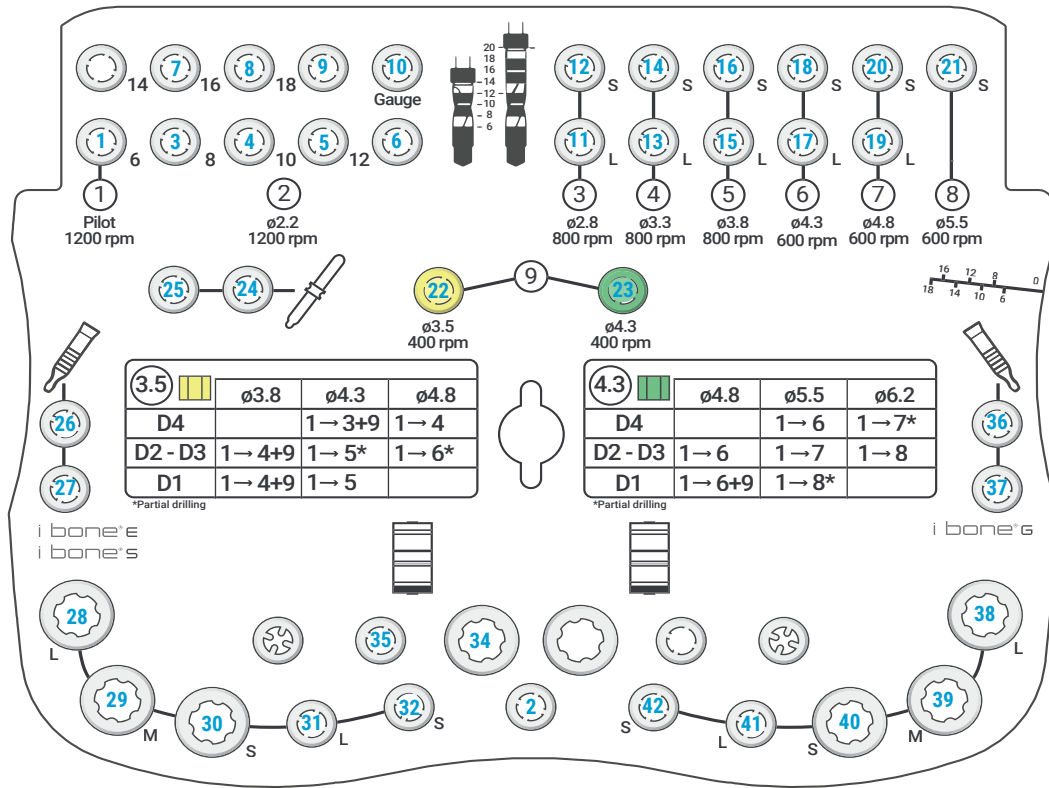 7 8 9 10
14 16 18
Gauge
1 3 4 5 6
6 8 10 12
1 2
Pilot ø2.2
1200 rpm 1200 rpm
20
18
16
14
12
10
8
6
12 14 16 18 20 21
S S S S S S
11 13 15 17 19
L L L L L
3 4 5 6 7 8
ø2.8 ø3.3 ø3.8 ø4.3 ø4.8 ø5.5
800 rpm 800 rpm 800 rpm 600 rpm 600 rpm 600 rpm
25 24
22 9 23
ø3.5 ø4.3
400 rpm 400 rpm
16 12 8 0
18 14 10 6
26
27
i bone® E
i bone® S
3.5 ø3.8 ø4.3 ø4.8
D4 1→3+9 1→4
D2 - D3 1→4+9 1→5* 1→6*
D1 1→4+9 1→5
*Partial drilling
4.3 ø4.8 ø5.5 ø6.2
D4 1→6 1→7*
D2 - D3 1→6 1→7 1→8
D1 1→6+9 1→8*
*Partial drilling
36
37
i bone® G
28 L
29 M
30 S
31 L
32 S
35 34
2
42 S
41 L
40 S
39 M
38 L